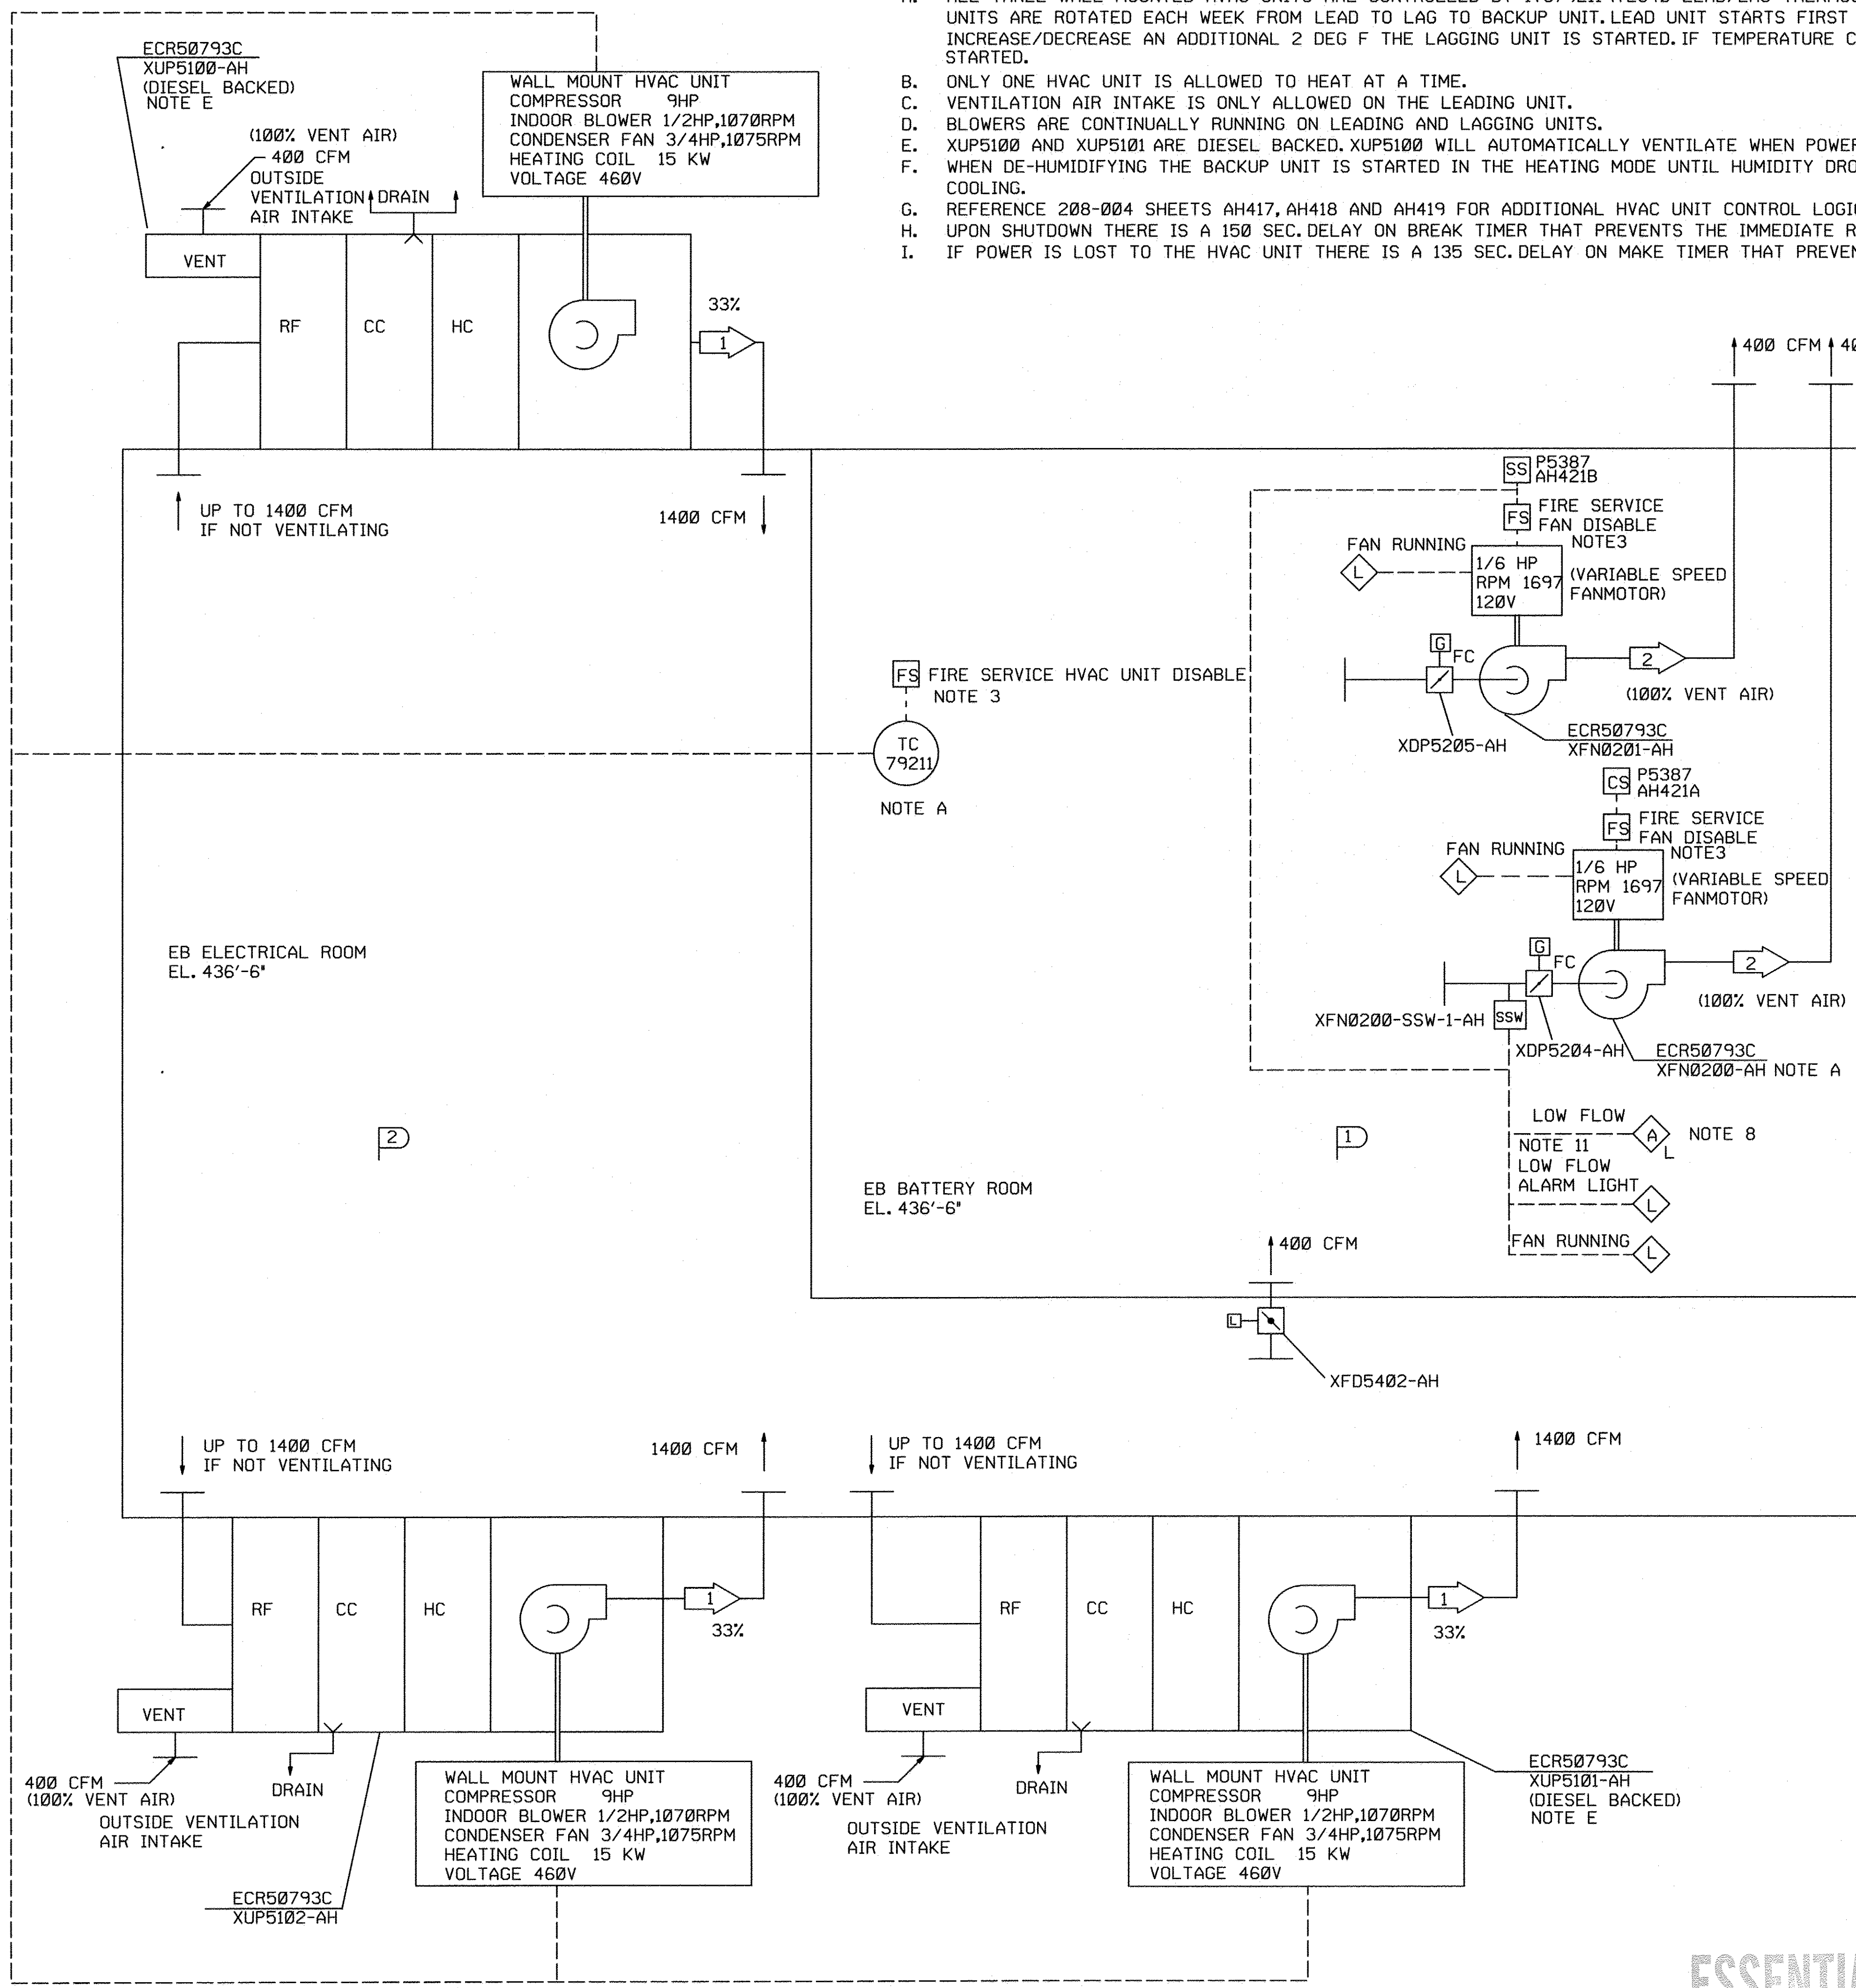 UNITS ARE ROTATED EACH WEEK FROM LEAD TO LAG TO BACKUP UNIT. LEAD UNIT STARTS FIRST
INCREASE/DECREASE AN ADDITIONAL 2 DEG F THE LAGGING UNIT IS STARTED. IF TEMPERATURE
STARTED.
B. ONLY ONE HVAC UNIT IS ALLOWED TO HEAT AT A TIME.
C. VENTILATION AIR INTAKE IS ONLY ALLOWED ON THE LEADING UNIT.
D. BLOWERS ARE CONTINUALLY RUNNING ON LEADING AND LAGGING UNITS.
E. XUP5100 AND XUP5101 ARE DIESEL BACKED. XUP5100 WILL AUTOMATICALLY VENTILATE WHEN POWER
F. WHEN DE-HUMIDIFYING THE BACKUP UNIT IS STARTED IN THE HEATING MODE UNTIL HUMIDITY DRO
COOLING.
G. REFERENCE 208-004 SHEETS AH417, AH418 AND AH419 FOR ADDITIONAL HVAC UNIT CONTROL LOGI
H. UPON SHUTDOWN THERE IS A 150 SEC. DELAY ON BREAK TIMER THAT PREVENTS THE IMMEDIATE R
I. IF POWER IS LOST TO THE HVAC UNIT THERE IS A 135 SEC. DELAY ON MAKE TIMER THAT PREVEN
ECR50793C
XUP5100-AH
(DIESEL BACKED)
NOTE E
(100% VENT AIR)
400 CFM
OUTSIDE
VENTILATION
AIR INTAKE
DRAIN
WALL MOUNT HVAC UNIT
COMPRESSOR 9HP
INDOOR BLOWER 1/2HP,1070RPM
CONDENSER FAN 3/4HP,1075RPM
HEATING COIL 15 KW
VOLTAGE 460V
VENT
RF
CC
HC
33%
1
UP TO 1400 CFM
IF NOT VENTILATING
1400 CFM
400 CFM
40
SS
P5387
AH421B
FS
FIRE SERVICE
FAN DISABLE
NOTE3
FAN RUNNING
L
1/6 HP
RPM 1697
120V
(VARIABLE SPEED
FANMOTOR)
G
FC
2
(100% VENT AIR)
XDP5205-AH
ECR50793C
XFN0201-AH
FS
FIRE SERVICE HVAC UNIT DISABLE
NOTE 3
TC
79211
NOTE A
CS
P5387
AH421A
FS
FIRE SERVICE
FAN DISABLE
NOTE3
FAN RUNNING
L
1/6 HP
RPM 1697
120V
(VARIABLE SPEED
FANMOTOR)
G
FC
2
(100% VENT AIR)
XFN0200-SSW-1-AH
SSW
XDP5204-AH
ECR50793C
XFN0200-AH NOTE A
EB ELECTRICAL ROOM
EL. 436'-6"
2
1
LOW FLOW
A
L
NOTE 8
NOTE 11
LOW FLOW
ALARM LIGHT
L
FAN RUNNING
L
EB BATTERY ROOM
EL. 436'-6"
400 CFM
L
XFD5402-AH
UP TO 1400 CFM
IF NOT VENTILATING
1400 CFM
UP TO 1400 CFM
IF NOT VENTILATING
1400 CFM
RF
CC
HC
1
33%
VENT
400 CFM
(100% VENT AIR)
OUTSIDE VENTILATION
AIR INTAKE
DRAIN
WALL MOUNT HVAC UNIT
COMPRESSOR 9HP
INDOOR BLOWER 1/2HP,1070RPM
CONDENSER FAN 3/4HP,1075RPM
HEATING COIL 15 KW
VOLTAGE 460V
ECR50793C
XUP5102-AH
RF
CC
HC
1
33%
VENT
400 CFM
(100% VENT AIR)
OUTSIDE VENTILATION
AIR INTAKE
DRAIN
WALL MOUNT HVAC UNIT
COMPRESSOR 9HP
INDOOR BLOWER 1/2HP,1070RPM
CONDENSER FAN 3/4HP,1075RPM
HEATING COIL 15 KW
VOLTAGE 460V
ECR50793C
XUP5101-AH
(DIESEL BACKED)
NOTE E
ESSENTIA